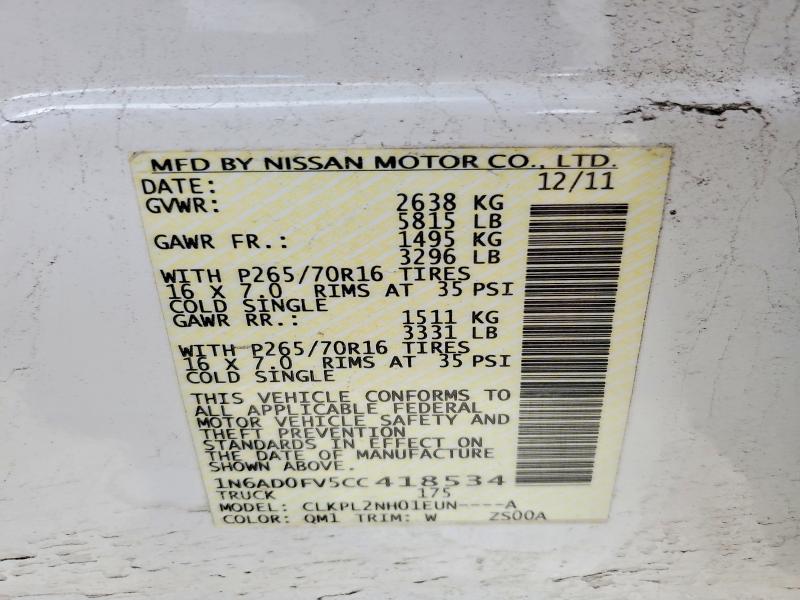 MFD BY NISSAN MOTOR CO., LTD.
DATE: 12/11
GVWR: 2638 KG
5815 LB
GAWR FR.: 1495 KG
3296 LB
WITH P265/70R16 TIRES
16 X 7.0 RIMS AT 35 PSI
COLD SINGLE
GAWR RR.: 1511 KG
3331 LB
WITH P265/70R16 TIRES
16 X 7.0 RIMS AT 35 PSI
COLD SINGLE
THIS VEHICLE CONFORMS TO
ALL APPLICABLE FEDERAL
MOTOR VEHICLE SAFETY AND
THEFT PREVENTION
STANDARDS IN EFFECT ON
THE DATE OF MANUFACTURE
SHOWN ABOVE.
1N6AD0FV5CC418534
TRUCK 175
MODEL: CLKPL2NH01EUN----A
COLOR: QM1 TRIM: W ZS00A